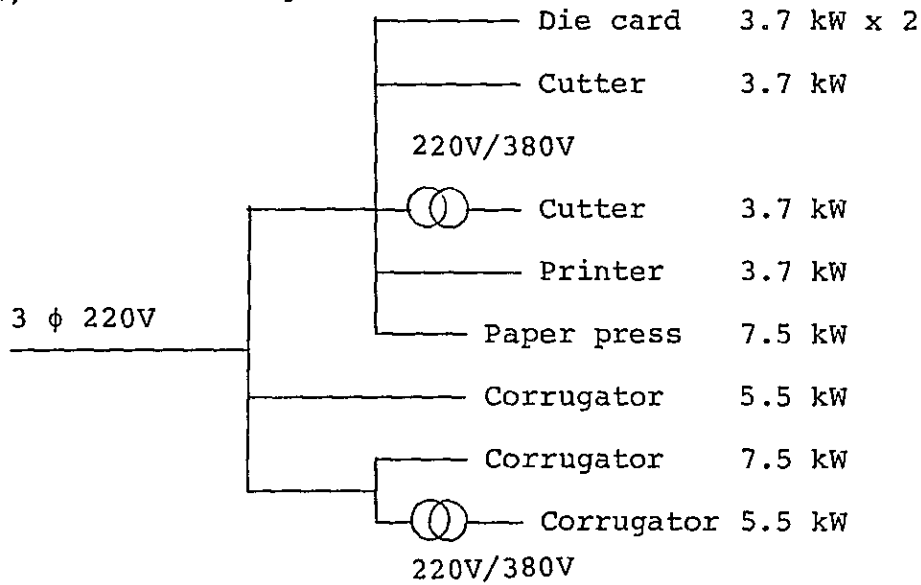 Die card 3.7 kW x 2
Cutter 3.7 kW
220V/380V
Cutter 3.7 kW
Printer 3.7 kW
3 φ 220V
Paper press 7.5 kW
Corrugator 5.5 kW
Corrugator 7.5 kW
Corrugator 5.5 kW
220V/380V